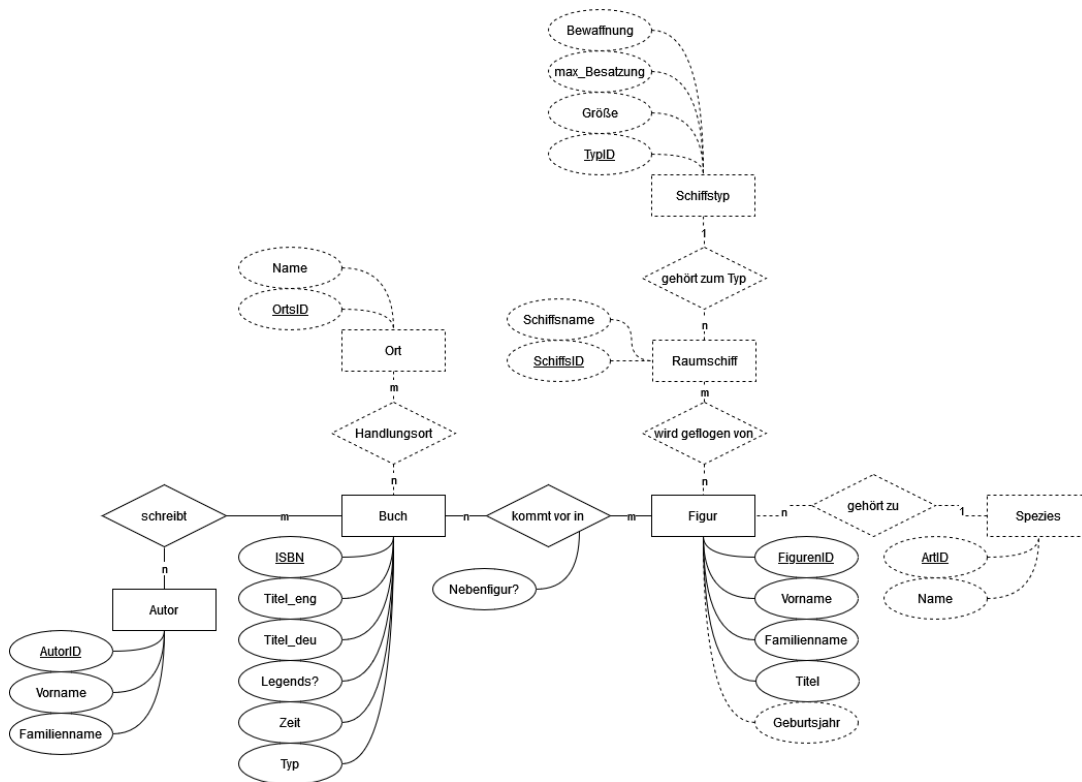 Bewaffnung
max_Besatzung
Größe
TypID
Schiffstyp
1
gehört zum Typ
n
Name
OrtsID
Ort
m
Handlungsort
n
Schiffsname
SchiffsID
Raumschiff
m
wird geflogen von
n
schreibt
m
Buch
n
kommt vor in
m
Figur
n
gehört zu
1
Spezies
n
Autor
AutorID
Vorname
Familienname
ISBN
Titel_eng
Titel_deu
Legends?
Zeit
Typ
Nebenfigur?
FigurenID
Vorname
Familienname
Titel
Geburtsjahr
ArtID
Name